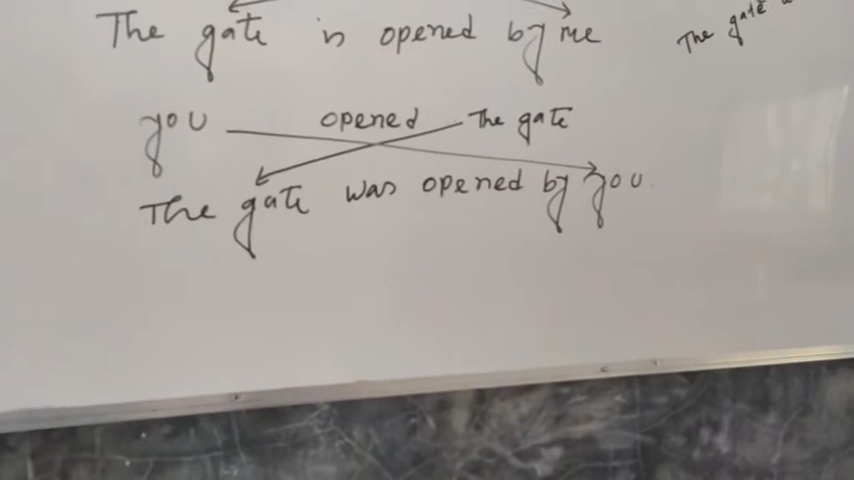 The gate is opened by me
The gate
you opened The gate
The gate was opened by you.